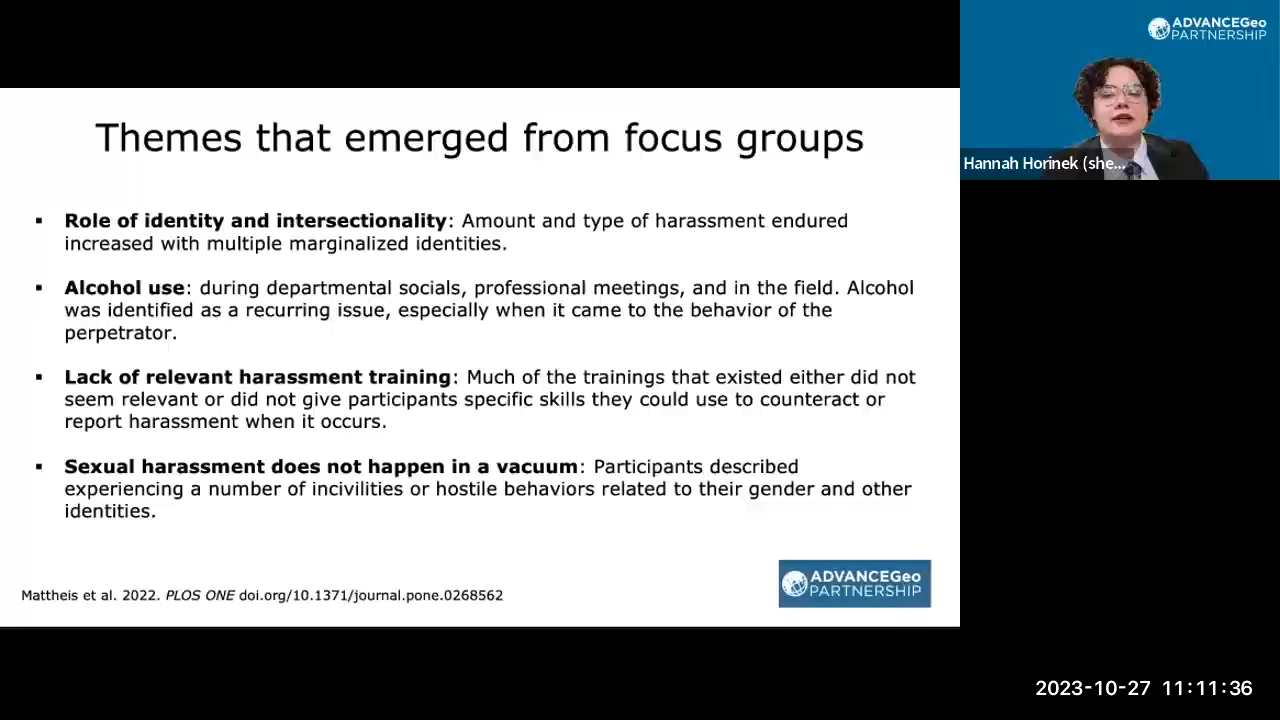 ADVANCEGeo
PARTNERSHIP
Hannah Horinek (she...
Themes that emerged from focus groups
▪ Role of identity and intersectionality: Amount and type of harassment endured
increased with multiple marginalized identities.
▪ Alcohol use: during departmental socials, professional meetings, and in the field. Alcohol
was identified as a recurring issue, especially when it came to the behavior of the
perpetrator.
▪ Lack of relevant harassment training: Much of the trainings that existed either did not
seem relevant or did not give participants specific skills they could use to counteract or
report harassment when it occurs.
▪ Sexual harassment does not happen in a vacuum: Participants described
experiencing a number of incivilities or hostile behaviors related to their gender and other
identities.
ADVANCEGeo
PARTNERSHIP
Mattheis et al. 2022. PLOS ONE doi.org/10.1371/journal.pone.0268562
2023-10-27 11:11:36